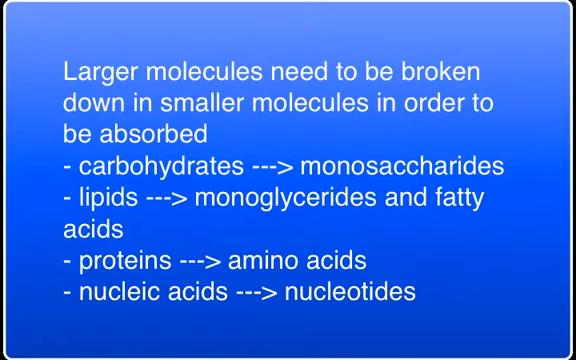 Larger molecules need to be broken
down in smaller molecules in order to
be absorbed
- carbohydrates ---> monosaccharides
- lipids ---> monoglycerides and fatty
acids
- proteins ---> amino acids
- nucleic acids ---> nucleotides